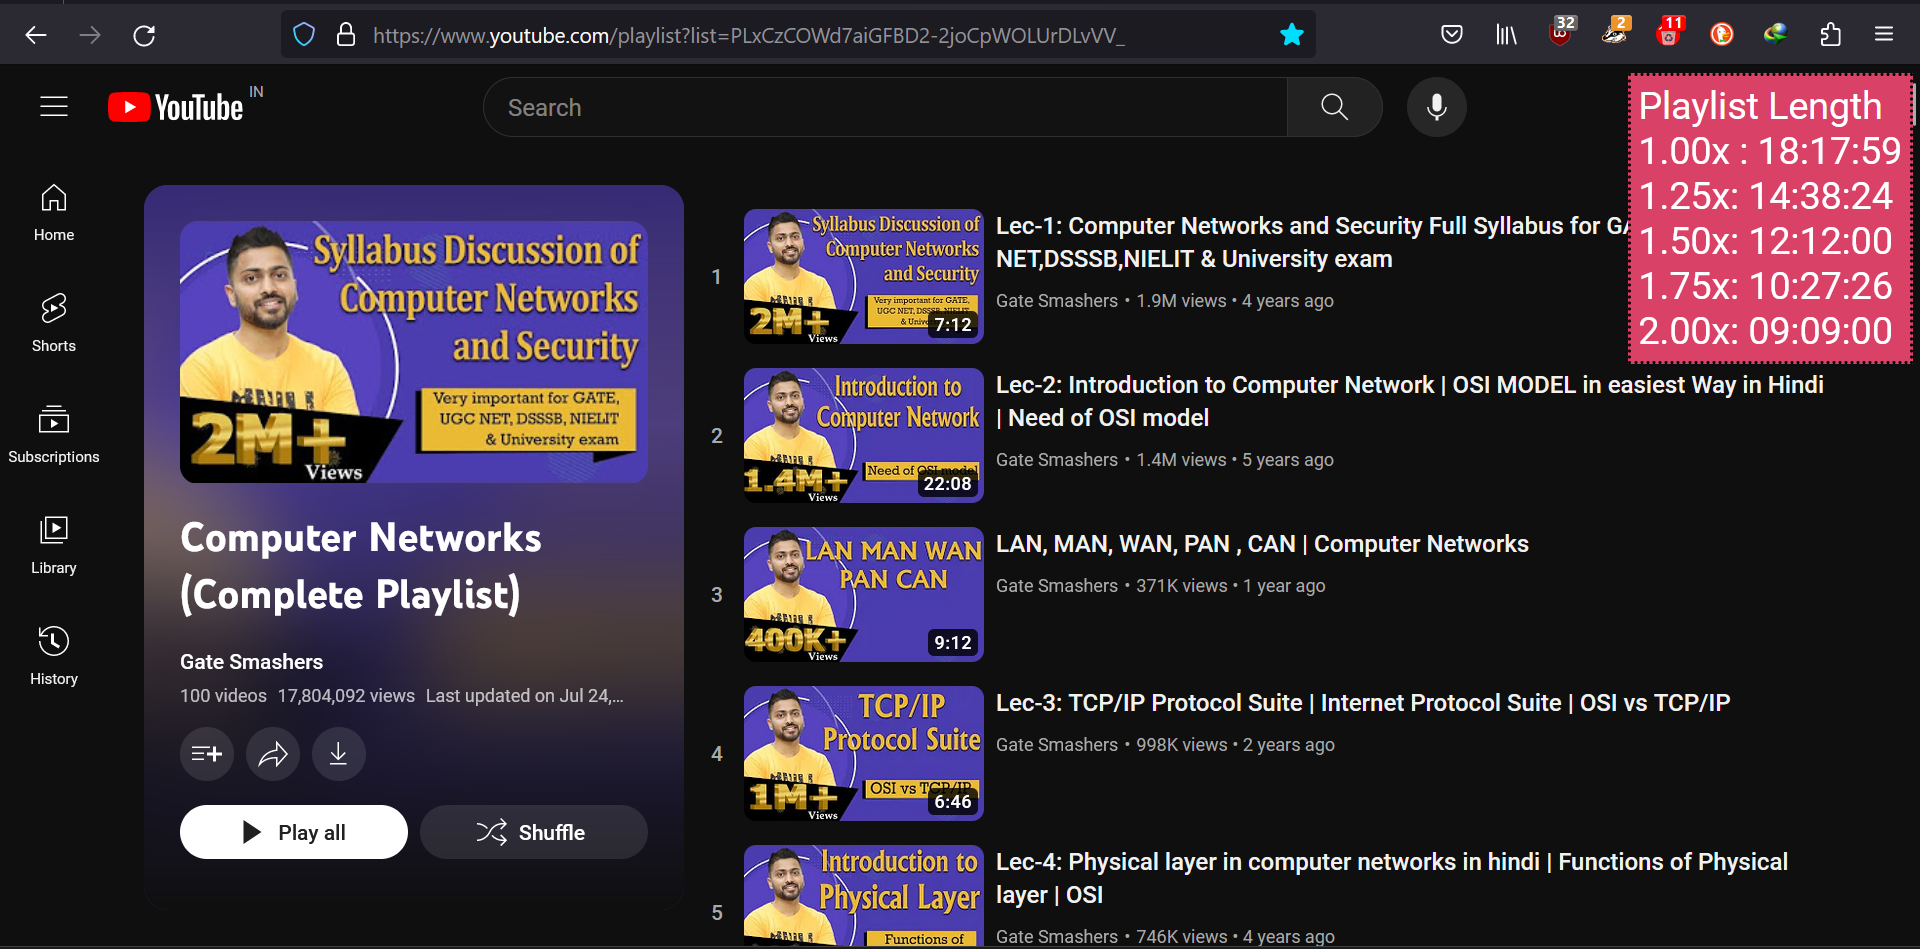 https://www.youtube.com/playlist?list=PLxCzCOWd7aiGFBD2-2joCpWOLUrDLvVV_
32
2
11
YouTube IN
Search
Playlist Length
1.00x : 18:17:59
1.25x: 14:38:24
1.50x: 12:12:00
1.75x: 10:27:26
2.00x: 09:09:00
Home
Shorts
Subscriptions
Library
History
Syllabus Discussion of
Computer Networks
and Security
Very important for GATE,
UGC NET, DSSSB, NIELIT
& University exam
2M+
Views
Computer Networks
(Complete Playlist)
Gate Smashers
100 videos 17,804,092 views Last updated on Jul 24,...
Play all
Shuffle
1
Syllabus Discussion of
Computer Networks
and Security
Very important for GATE,
UGC NET, DSSSB, NIELIT
2M+
Views
7:12
Lec-1: Computer Networks and Security Full Syllabus for
NET,DSSSB,NIELIT & University exam
Gate Smashers • 1.9M views • 4 years ago
2
Introduction to
Computer Network
Need of OSI model
1.4M+
Views
22:08
Lec-2: Introduction to Computer Network | OSI MODEL in easiest Way in Hindi
| Need of OSI model
Gate Smashers • 1.4M views • 5 years ago
3
LAN MAN WAN
PAN CAN
400K+
Views
9:12
LAN, MAN, WAN, PAN , CAN | Computer Networks
Gate Smashers • 371K views • 1 year ago
4
TCP/IP
Protocol Suite
OSI vs TCP/IP
1M+
Views
6:46
Lec-3: TCP/IP Protocol Suite | Internet Protocol Suite | OSI vs TCP/IP
Gate Smashers • 998K views • 2 years ago
5
Introduction to
Physical Layer
Functions of
Lec-4: Physical layer in computer networks in hindi | Functions of Physical
layer | OSI
Gate Smashers • 746K views • 4 years ago